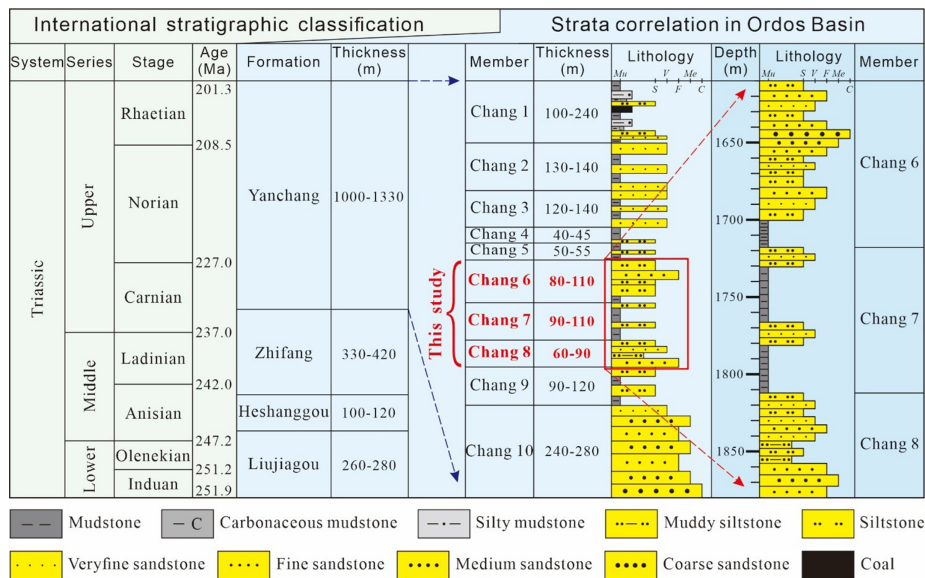 International stratigraphic classification
Strata correlation in Ordos Basin
System
Series
Stage
Age (Ma)
Formation
Thickness (m)
Member
Thickness (m)
Lithology
Mu S V F Me C
Depth (m)
Lithology
Mu S V F Me C
Member
Triassic
Upper
Middle
Lower
Rhaetian
Norian
Carnian
Ladinian
Anisian
Olenekian
Induan
201.3
208.5
227.0
237.0
242.0
247.2
251.2
251.9
Yanchang 1000-1330
Zhifang 330-420
Heshanggou 100-120
Liujiagou 260-280
This study
Chang 1 100-240
Chang 2 130-140
Chang 3 120-140
Chang 4 40-45
Chang 5 50-55
Chang 6 80-110
Chang 7 90-110
Chang 8 60-90
Chang 9 90-120
Chang 10 240-280
1650
1700
1750
1800
1850
Chang 6
Chang 7
Chang 8
Mudstone
C Carbonaceous mudstone
Silty mudstone
Muddy siltstone
Siltstone
Veryfine sandstone
Fine sandstone
Medium sandstone
Coarse sandstone
Coal